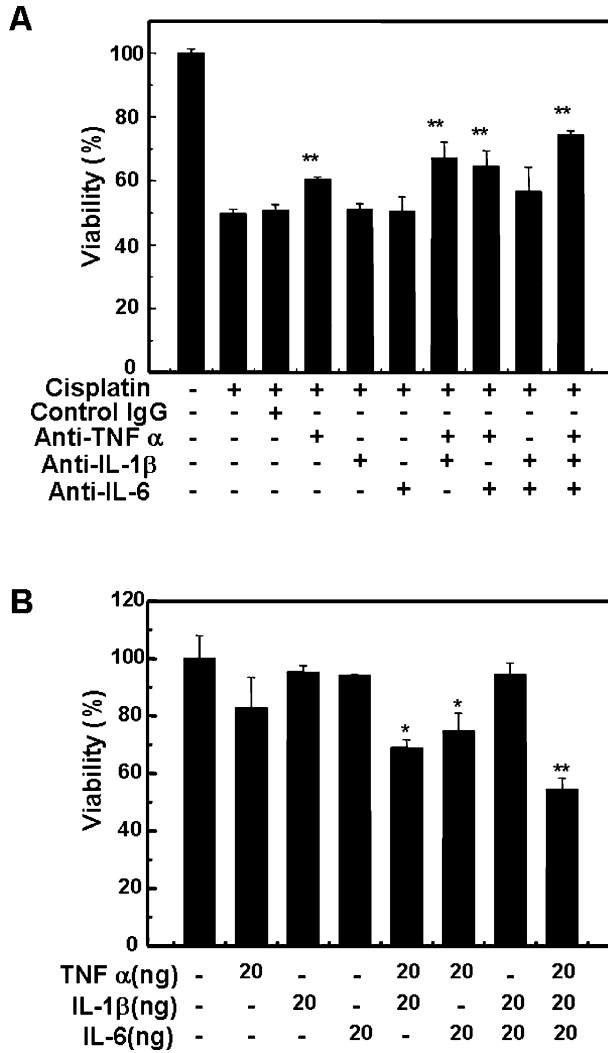 A
Viability (%)
100
80
60
40
20
0
** ** ** **
Cisplatin - + + + + + + + + +
Control IgG - - + - - - - - - -
Anti-TNF α - - - + - - + + - +
Anti-IL-1β - - - - + - + - + +
Anti-IL-6 - - - - - + - + + +
B
Viability (%)
120
100
80
60
40
20
0
* * **
TNF α(ng) - 20 - - 20 20 - 20
IL-1β(ng) - - 20 - 20 - 20 20
IL-6(ng) - - - 20 - 20 20 20